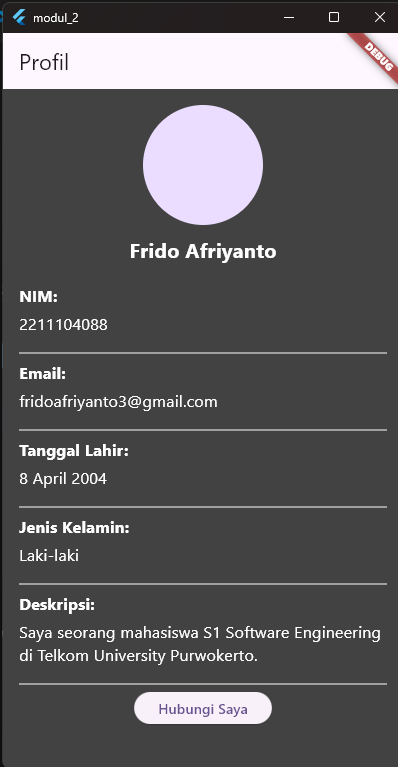 modul_2
Profil
DEBUG
Frido Afriyanto
NIM:
2211104088
Email:
fridoafriyanto3@gmail.com
Tanggal Lahir:
8 April 2004
Jenis Kelamin:
Laki-laki
Deskripsi:
Saya seorang mahasiswa S1 Software Engineering
di Telkom University Purwokerto.
Hubungi Saya